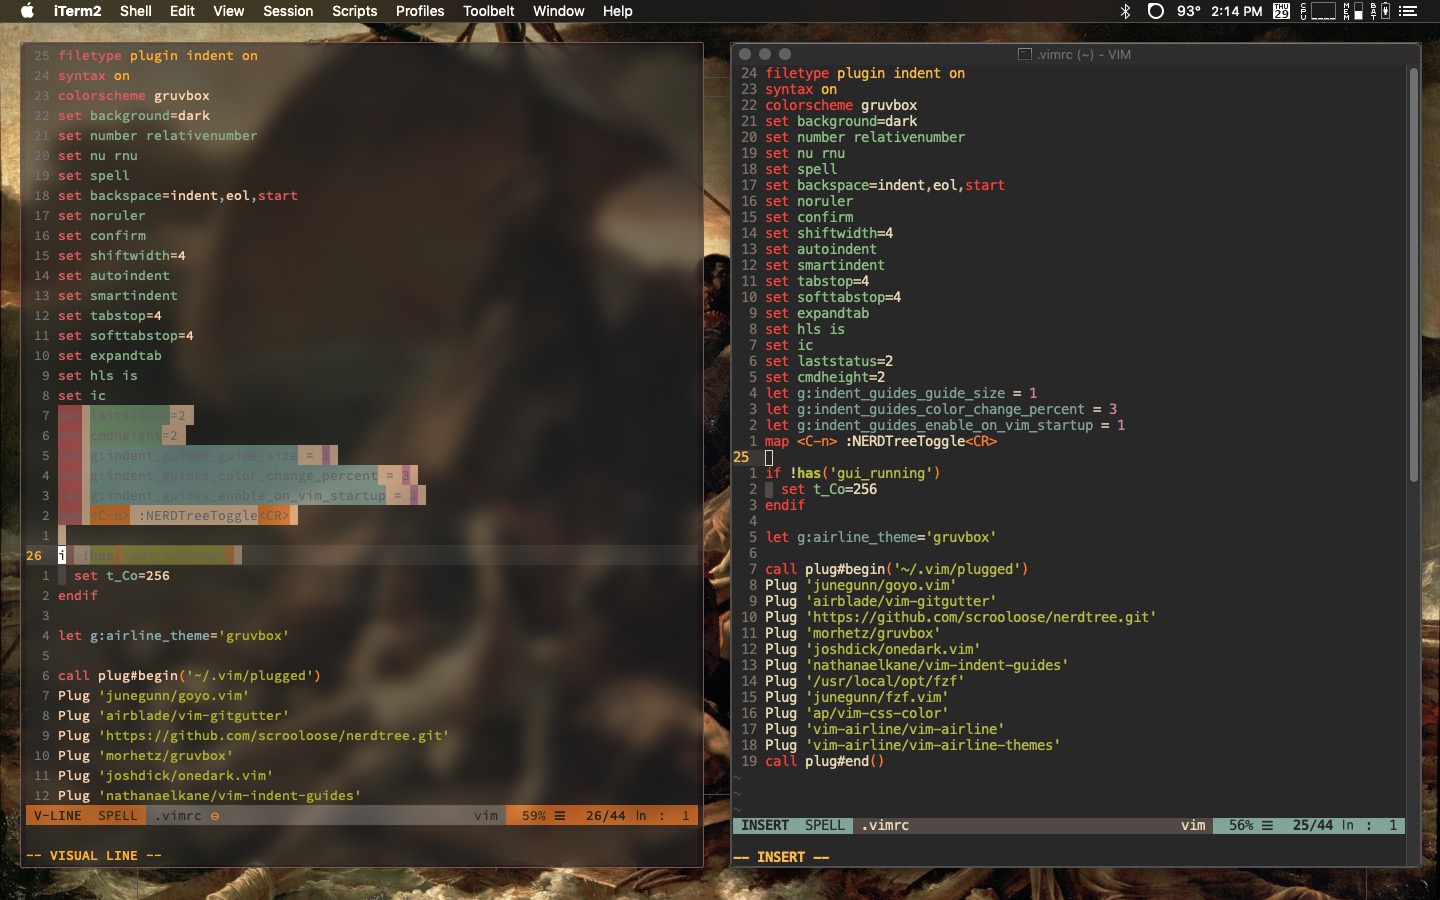 iTerm2 Shell Edit View Session Scripts Profiles Toolbelt Window Help 93° 2:14 PM THU 29 CPU MEM BAT
25 filetype plugin indent on
24 syntax on
23 colorscheme gruvbox
22 set background=dark
21 set number relativenumber
20 set nu rnu
19 set spell
18 set backspace=indent,eol,start
17 set noruler
16 set confirm
15 set shiftwidth=4
14 set autoindent
13 set smartindent
12 set tabstop=4
11 set softtabstop=4
10 set expandtab
9 set hls is
8 set ic
7 set laststatus=2
6 set cmdheight=2
5 let g:indent_guides_guide_size = 1
4 let g:indent_guides_color_change_percent = 3
3 let g:indent_guides_enable_on_vim_startup = 1
2 map <C-n> :NERDTreeToggle<CR>
1
26 if !has('gui_running')
1 set t_Co=256
2 endif
3
4 let g:airline_theme='gruvbox'
5
6 call plug#begin('~/.vim/plugged')
7 Plug 'junegunn/goyo.vim'
8 Plug 'airblade/vim-gitgutter'
9 Plug 'https://github.com/scrooloose/nerdtree.git'
10 Plug 'morhetz/gruvbox'
11 Plug 'joshdick/onedark.vim'
12 Plug 'nathanaelkane/vim-indent-guides'
V-LINE SPELL .vimrc ⊖ vim 59% ☰ 26/44 ln : 1
-- VISUAL LINE --
.vimrc (~) - VIM
24 filetype plugin indent on
23 syntax on
22 colorscheme gruvbox
21 set background=dark
20 set number relativenumber
19 set nu rnu
18 set spell
17 set backspace=indent,eol,start
16 set noruler
15 set confirm
14 set shiftwidth=4
13 set autoindent
12 set smartindent
11 set tabstop=4
10 set softtabstop=4
9 set expandtab
8 set hls is
7 set ic
6 set laststatus=2
5 set cmdheight=2
4 let g:indent_guides_guide_size = 1
3 let g:indent_guides_color_change_percent = 3
2 let g:indent_guides_enable_on_vim_startup = 1
1 map <C-n> :NERDTreeToggle<CR>
25
1 if !has('gui_running')
2 set t_Co=256
3 endif
4
5 let g:airline_theme='gruvbox'
6
7 call plug#begin('~/.vim/plugged')
8 Plug 'junegunn/goyo.vim'
9 Plug 'airblade/vim-gitgutter'
10 Plug 'https://github.com/scrooloose/nerdtree.git'
11 Plug 'morhetz/gruvbox'
12 Plug 'joshdick/onedark.vim'
13 Plug 'nathanaelkane/vim-indent-guides'
14 Plug '/usr/local/opt/fzf'
15 Plug 'junegunn/fzf.vim'
16 Plug 'ap/vim-css-color'
17 Plug 'vim-airline/vim-airline'
18 Plug 'vim-airline/vim-airline-themes'
19 call plug#end()
~
~
~
INSERT SPELL .vimrc vim 56% ☰ 25/44 ln : 1
-- INSERT --